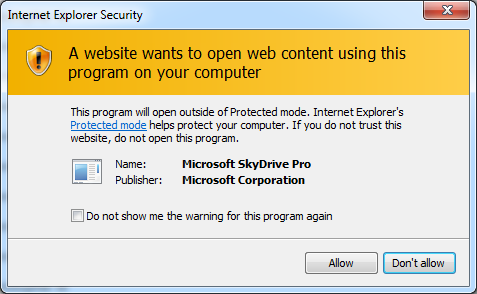 Internet Explorer Security
A website wants to open web content using this
program on your computer
This program will open outside of Protected mode. Internet Explorer's
Protected mode helps protect your computer. If you do not trust this
website, do not open this program.
Name: Microsoft SkyDrive Pro
Publisher: Microsoft Corporation
Do not show me the warning for this program again
Allow Don't allow